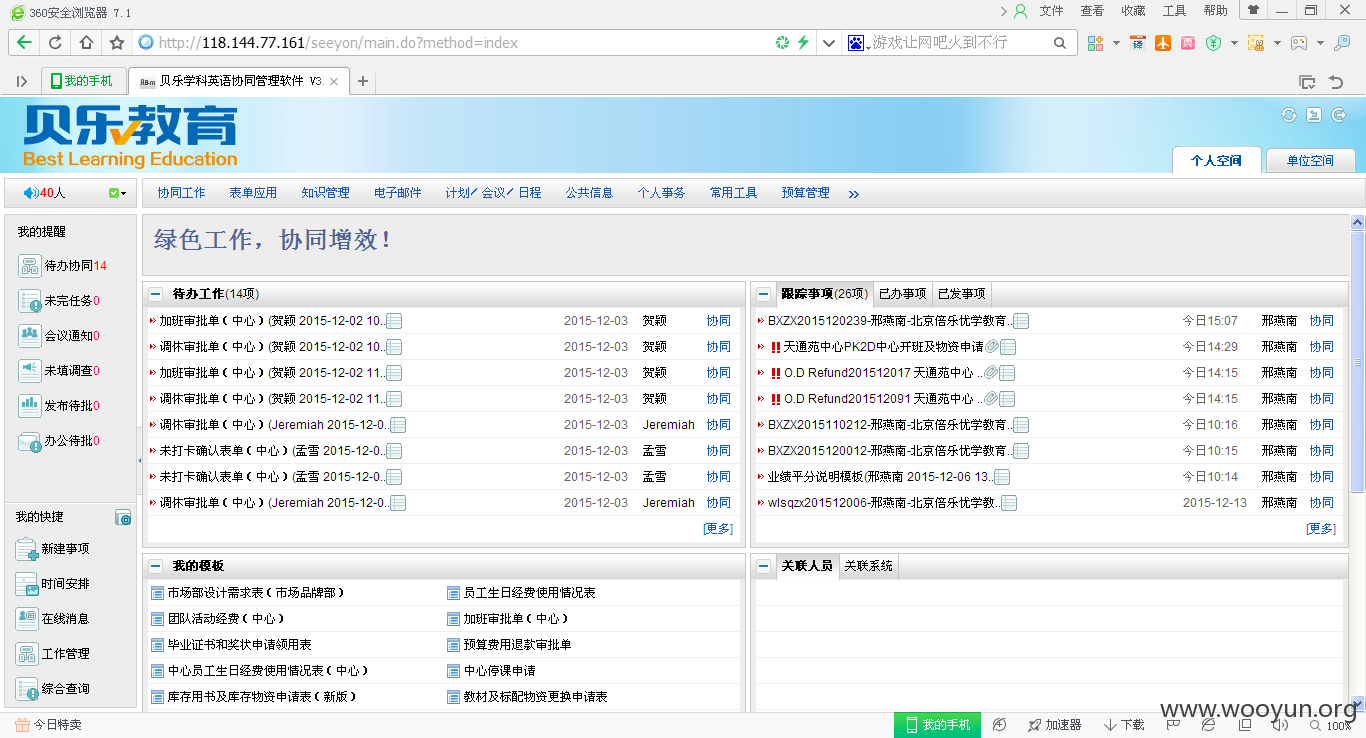 360安全浏览器 7.1
文件 查看 收藏 工具 帮助
http://118.144.77.161/seeyon/main.do?method=index
游戏让网吧火到不行
我的手机
贝乐学科英语协同管理软件 V3.
贝乐教育
Best Learning Education
个人空间 单位空间
40人
协同工作 表单应用 知识管理 电子邮件 计划/会议/日程 公共信息 个人事务 常用工具 预算管理 »
我的提醒
待办协同14
未完任务0
会议通知0
未填调查0
发布待批0
办公待批0
我的快捷
新建事项
时间安排
在线消息
工作管理
综合查询
绿色工作，协同增效！
待办工作(14项)
加班审批单（中心）(贺颖 2015-12-02 10.. 2015-12-03 贺颖 协同
调休审批单（中心）(贺颖 2015-12-02 10.. 2015-12-03 贺颖 协同
加班审批单（中心）(贺颖 2015-12-02 11.. 2015-12-03 贺颖 协同
调休审批单（中心）(贺颖 2015-12-02 11.. 2015-12-03 贺颖 协同
调休审批单（中心）(Jeremiah 2015-12-0.. 2015-12-03 Jeremiah 协同
未打卡确认表单（中心）(孟雪 2015-12-0.. 2015-12-03 孟雪 协同
未打卡确认表单（中心）(孟雪 2015-12-0.. 2015-12-03 孟雪 协同
调休审批单（中心）(Jeremiah 2015-12-0.. 2015-12-03 Jeremiah 协同
[更多]
跟踪事项(26项) 已办事项 已发事项
BXZX2015120239-邢燕南-北京倍乐优学教育.. 今日15:07 邢燕南 协同
!! 天通苑中心PK2D中心开班及物资申请 今日14:29 邢燕南 协同
!! O.D Refund201512017 天通苑中心 .. 今日14:15 邢燕南 协同
!! O.D Refund201512091 天通苑中心 .. 今日14:15 邢燕南 协同
BXZX2015110212-邢燕南-北京倍乐优学教育.. 今日10:16 邢燕南 协同
BXZX2015120012-邢燕南-北京倍乐优学教育.. 今日10:15 邢燕南 协同
业绩平分说明模板(邢燕南 2015-12-06 13.. 今日10:14 邢燕南 协同
wlsqzx201512006-邢燕南-北京倍乐优学教.. 2015-12-13 邢燕南 协同
[更多]
我的模板
市场部设计需求表（市场品牌部） 员工生日经费使用情况表
团队活动经费（中心） 加班审批单（中心）
毕业证书和奖状申请领用表 预算费用退款审批单
中心员工生日经费使用情况表（中心） 中心停课申请
库存用书及库存物资申请表（新版） 教材及标配物资更换申请表
关联人员 关联系统
www.wooyun.org
今日特卖
我的手机 加速器 下载 100%